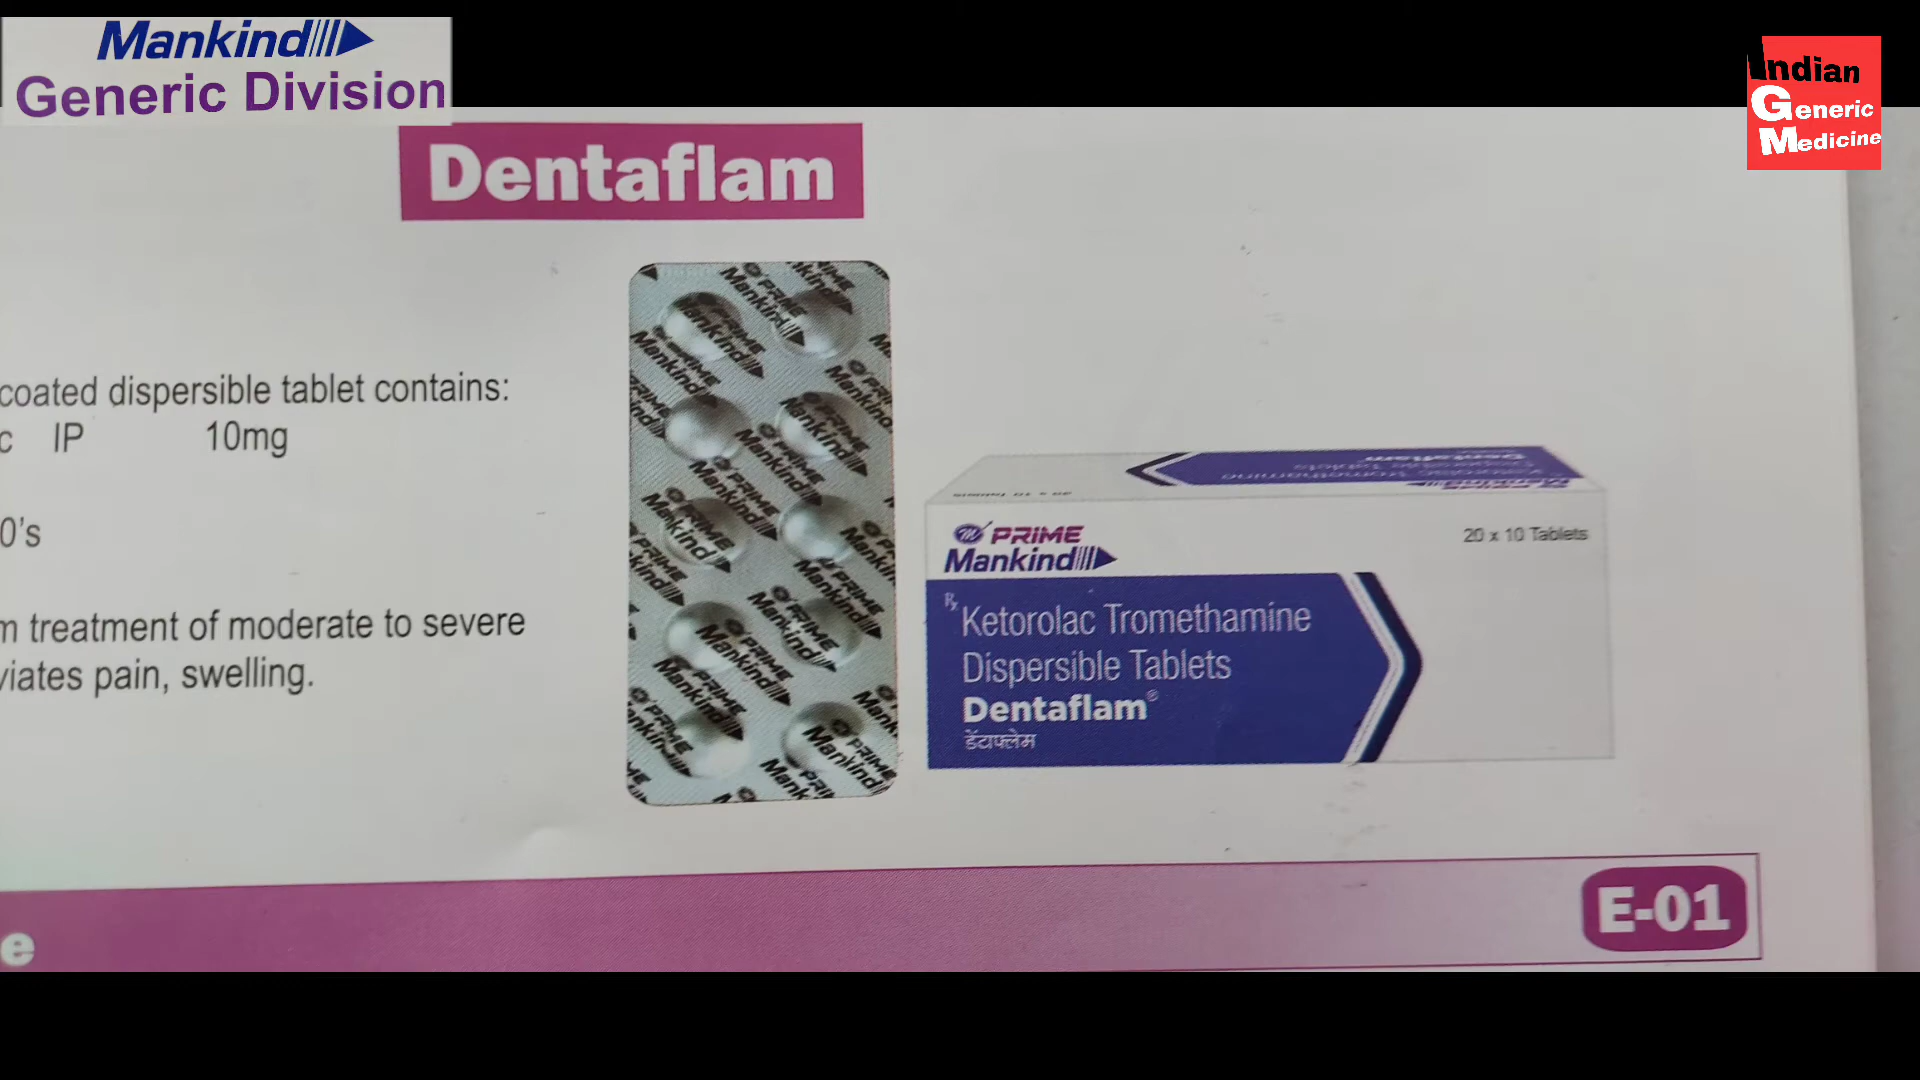 Mankind
Generic Division
Indian
Generic
Medicine
Dentaflam
coated dispersible tablet contains:
c IP 10mg
0's
m treatment of moderate to severe
viates pain, swelling.
PRIME
Mankind
20 x 10 Tablets
Rx Ketorolac Tromethamine
Dispersible Tablets
Dentaflam®
डेंटाफ्लेम
e
E-01